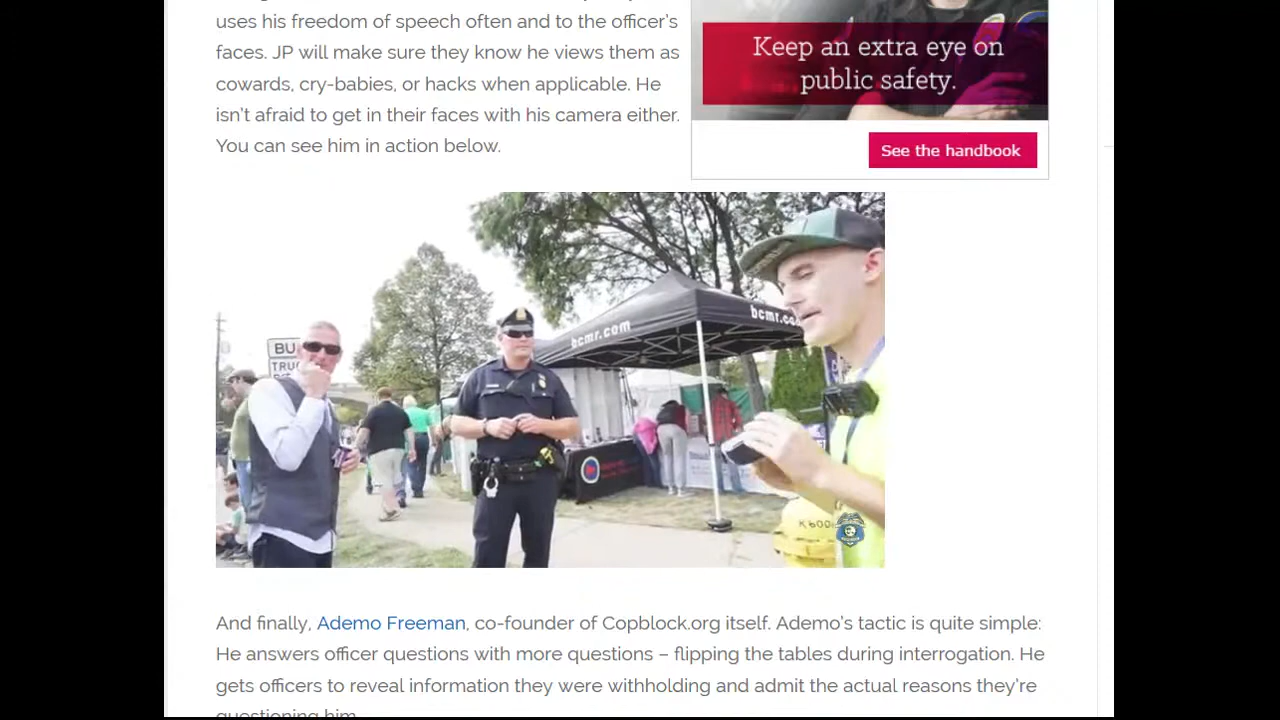 uses his freedom of speech often and to the officer's
faces. JP will make sure they know he views them as
cowards, cry-babies, or hacks when applicable. He
isn't afraid to get in their faces with his camera either.
You can see him in action below.
Keep an extra eye on
public safety.
See the handbook
bcmr.com
bcmr.com
BU
TRUC
And finally, Ademo Freeman, co-founder of Copblock.org itself. Ademo's tactic is quite simple:
He answers officer questions with more questions – flipping the tables during interrogation. He
gets officers to reveal information they were withholding and admit the actual reasons they're
questioning him.